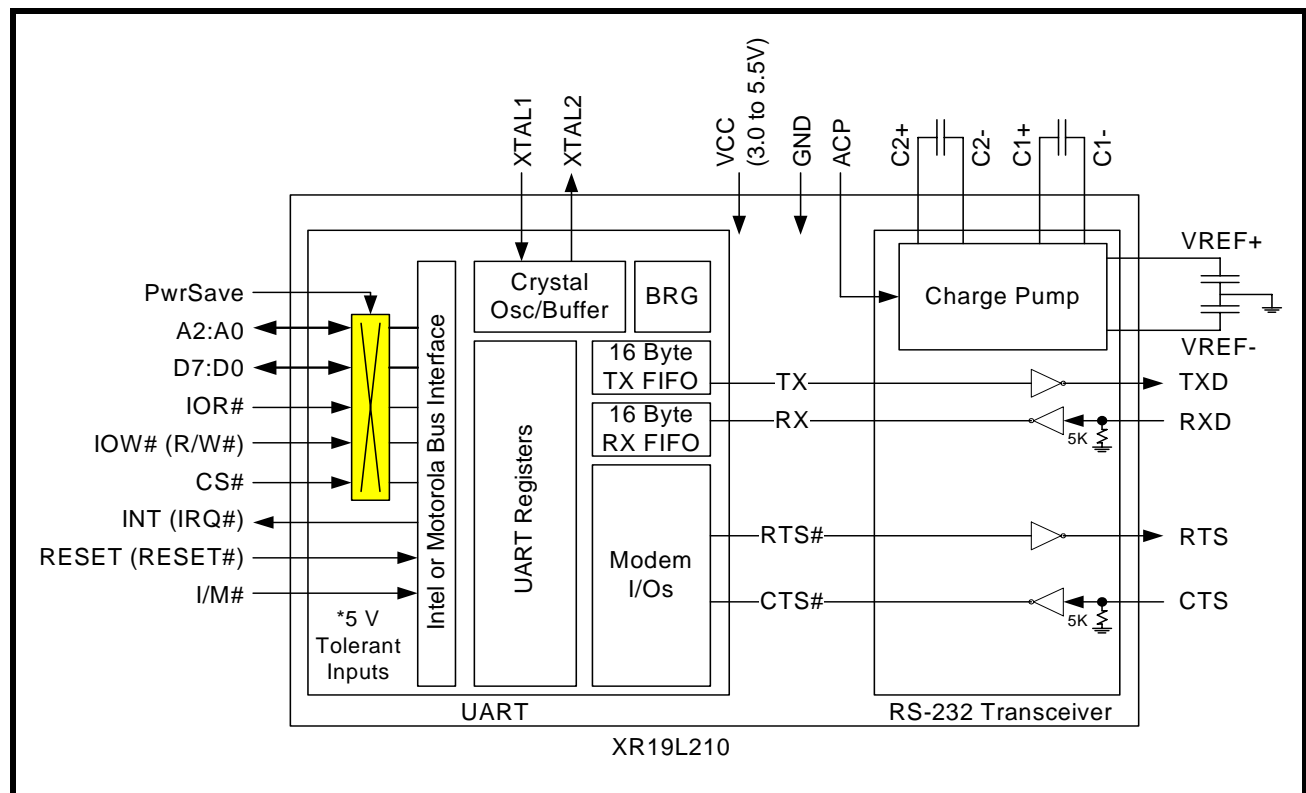 XTAL1
XTAL2
VCC
(3.0 to 5.5V)
GND
ACP
C2+
C2-
C1+
C1-
PwrSave
A2:A0
D7:D0
IOR#
IOW# (R/W#)
CS#
INT (IRQ#)
RESET (RESET#)
I/M#
*5 V
Tolerant
Inputs
Intel or Motorola Bus Interface
Crystal
Osc/Buffer
BRG
UART Registers
16 Byte
TX FIFO
16 Byte
RX FIFO
Modem
I/Os
TX
RX
RTS#
CTS#
Charge Pump
5K
5K
VREF+
VREF-
TXD
RXD
RTS
CTS
UART
RS-232 Transceiver
XR19L210